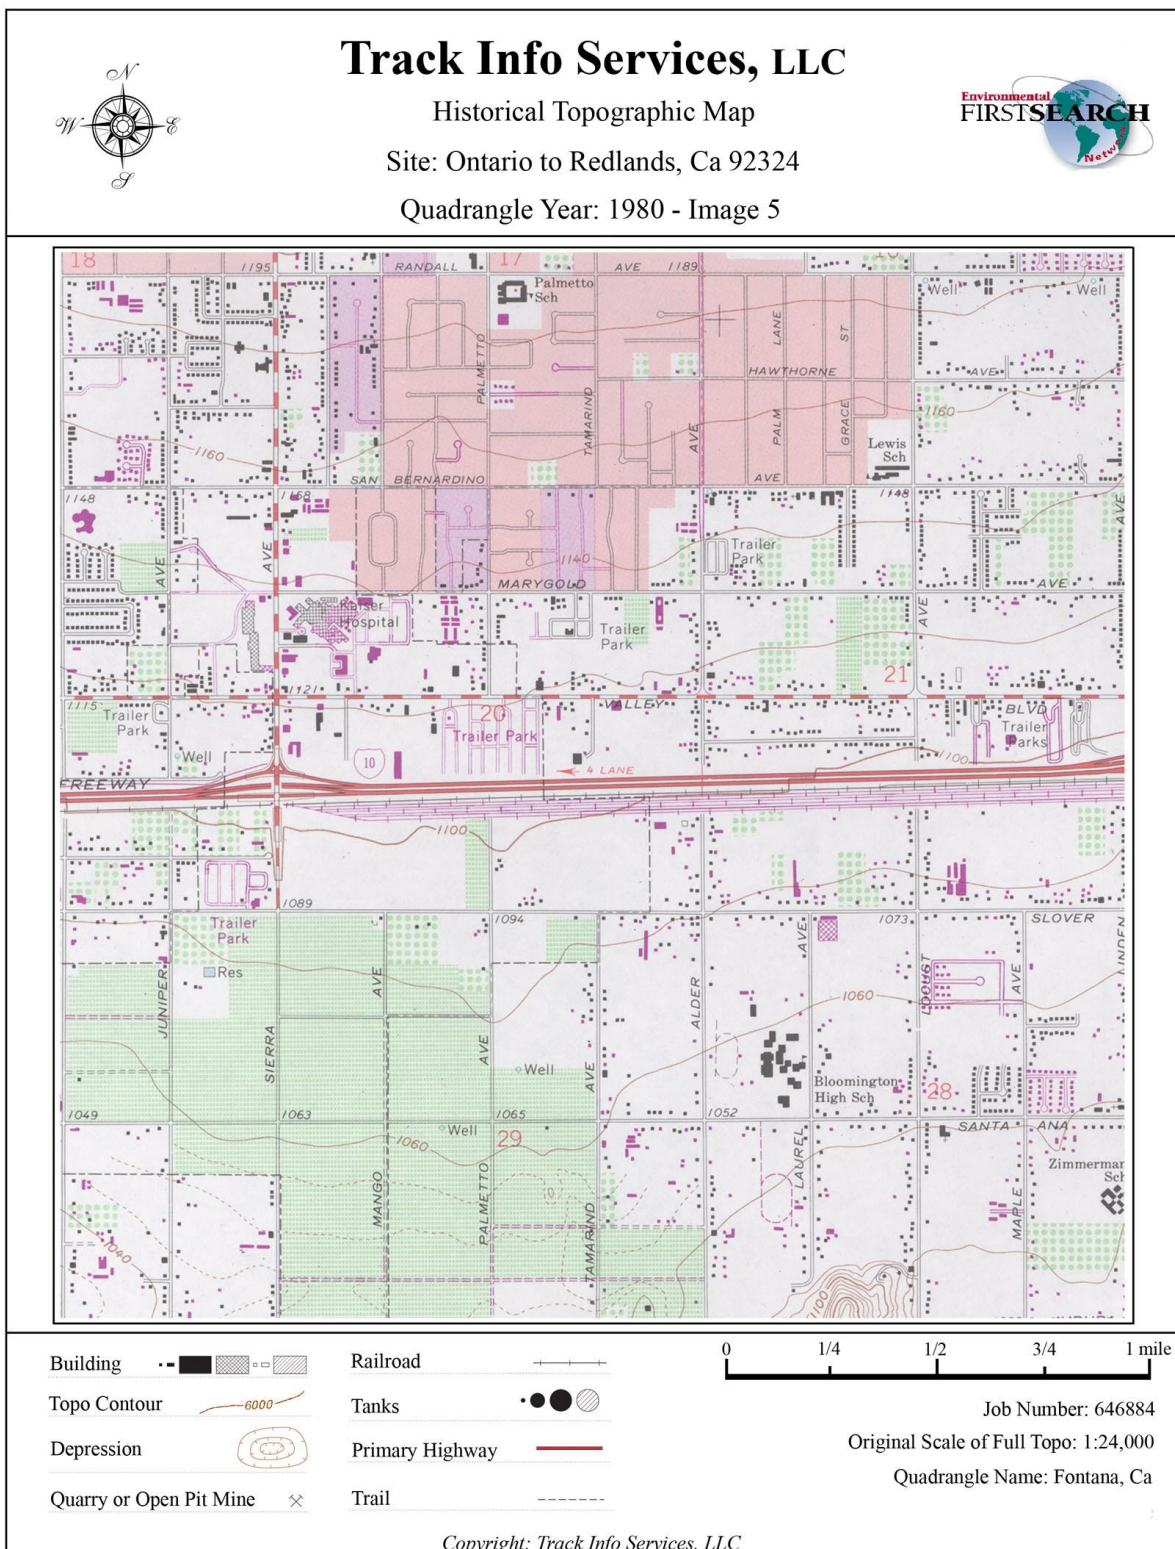 Track Info Services, LLC
Historical Topographic Map
Site: Ontario to Redlands, Ca 92324
Quadrangle Year: 1980 - Image 5
N
W
E
S
Environmental
FIRSTSEARCH
Network
18
1195
RANDALL
17
AVE
1189
Palmetto
Sch
Well
Well
PALMETTO
LANE
ST
HAWTHORNE
AVE
TAMARIND
AVE
PALM
GRACE
1160
1160
Lewis
Sch
SAN
BERNARDINO
AVE
1148
1158
1148
AVE
AVE
AVE
1140
Trailer
Park
MARYGOLD
AVE
AVE
Kaiser
Hospital
Trailer
Park
21
1121
1115
VALLEY
BLVD
Trailer
Park
20
Trailer Park
Trailer
Parks
Well
10
4 LANE
1100
FREEWAY
1100
1089
1094
1073
SLOVER
Trailer
Park
Res
AVE
AVE
LOCUST
AVE
LINDEN
JUNIPER
ALDER
1060
SIERRA
AVE
Well
AVE
Bloomington
High Sch
28
1049
1063
1065
1052
SANTA
ANA
Well
1060
29
LAUREL
Zimmerman
Sch
MANGO
PALMETTO
TAMARIND
MAPLE
1040
1100
Building
Topo Contour
6000
Depression
Quarry or Open Pit Mine
Railroad
Tanks
Primary Highway
Trail
0 1/4 1/2 3/4 1 mile
Job Number: 646884
Original Scale of Full Topo: 1:24,000
Quadrangle Name: Fontana, Ca
Copyright: Track Info Services, LLC